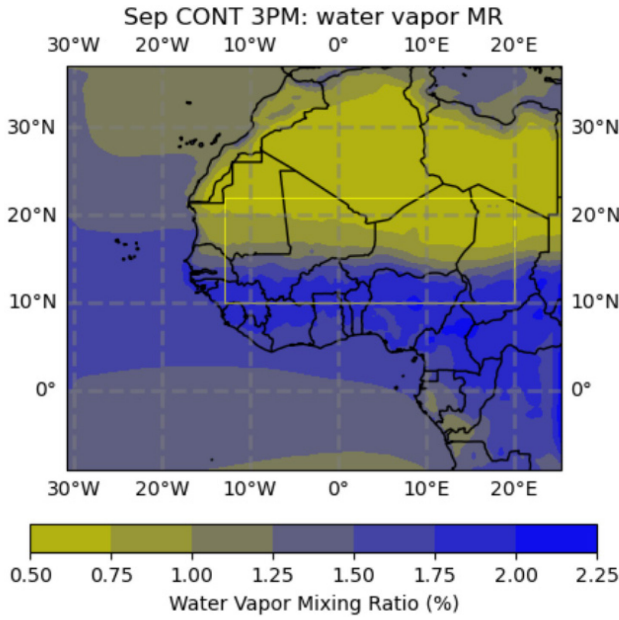 Sep CONT 3PM: water vapor MR
30°W 20°W 10°W 0° 10°E 20°E
30°N 30°N
20°N 20°N
10°N 10°N
0° 0°
30°W 20°W 10°W 0° 10°E 20°E
0.50 0.75 1.00 1.25 1.50 1.75 2.00 2.25
Water Vapor Mixing Ratio (%)